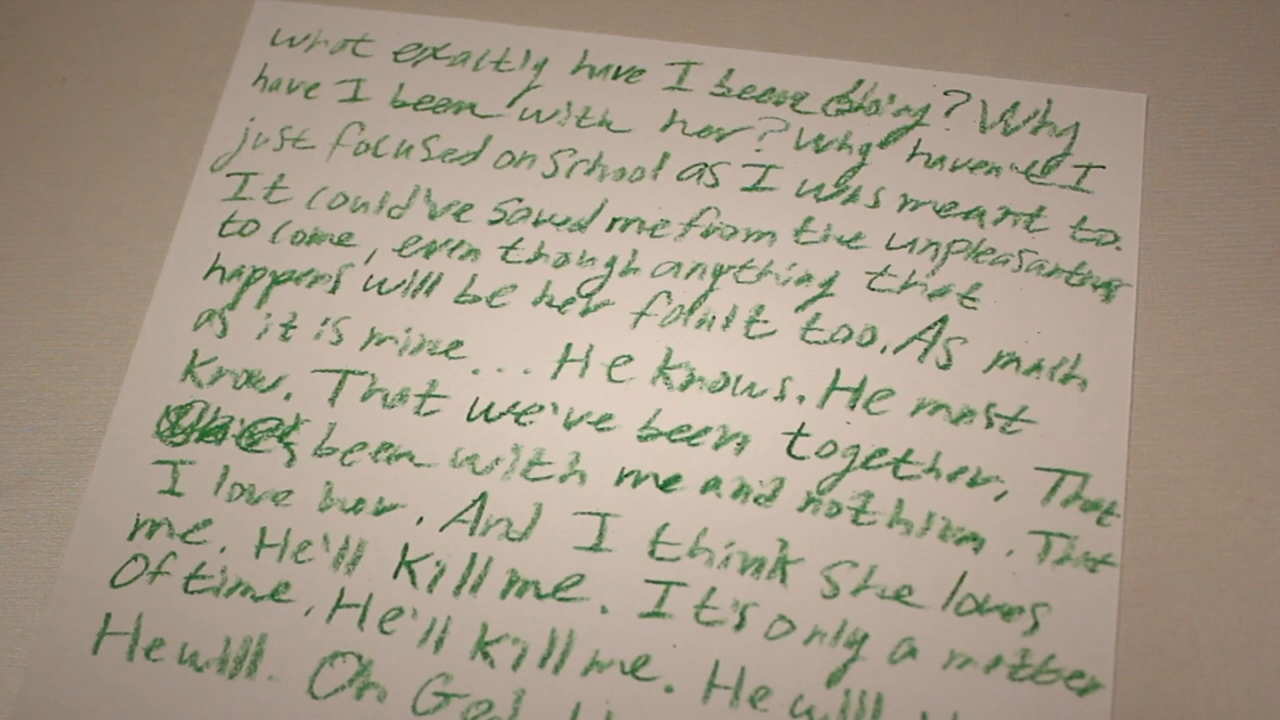 what exactly have I been doing? Why
have I been with her? Why haven't I
just focused on school as I was meant to.
It could've saved me from the unpleasantness
to come, even though anything that
happens will be her fault too. As much
as it is mine... He knows. He most
know. That we've been together, That
She's been with me and not him. That
I love her. And I think She loves
me. He'll kill me. It's only a matter
Of time, He'll kill me. He will
He willl. Oh God